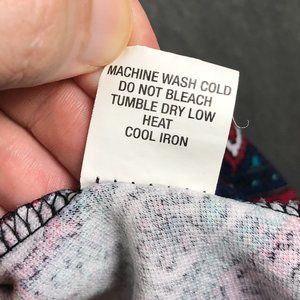 MACHINE WASH COLD
DO NOT BLEACH
TUMBLE DRY LOW
HEAT
COOL IRON